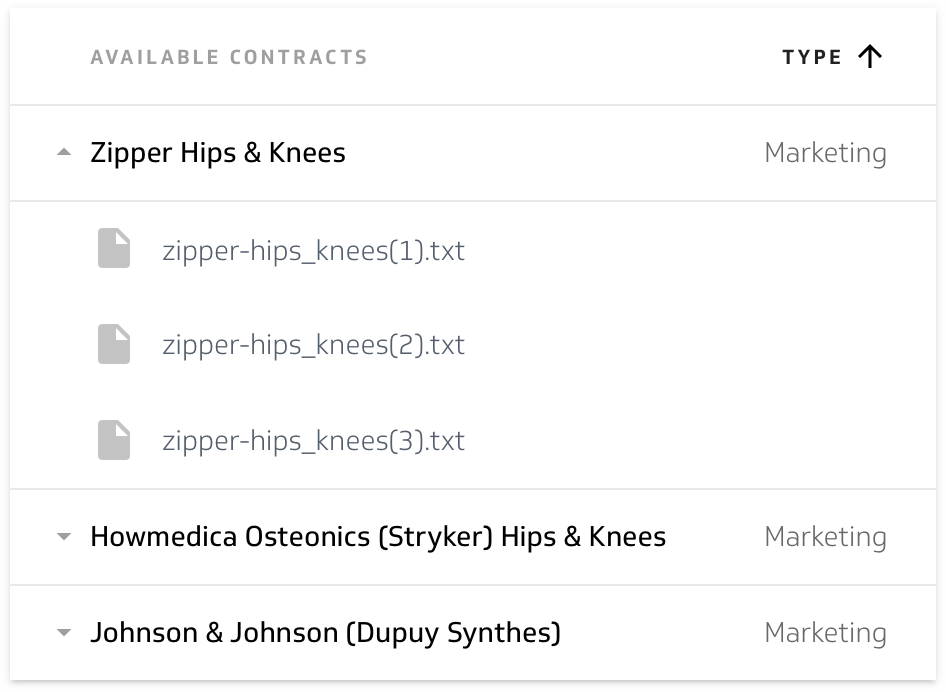 AVAILABLE CONTRACTS TYPE
Zipper Hips & Knees Marketing
zipper-hips_knees(1).txt
zipper-hips_knees(2).txt
zipper-hips_knees(3).txt
Howmedica Osteonics (Stryker) Hips & Knees Marketing
Johnson & Johnson (Dupuy Synthes) Marketing